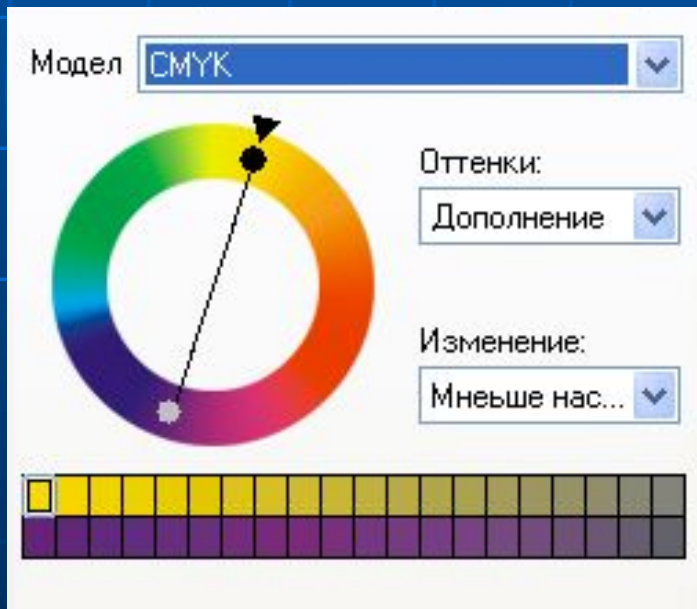 Модел CMYK
Оттенки:
Дополнение
Изменение:
Мнеьше нас...